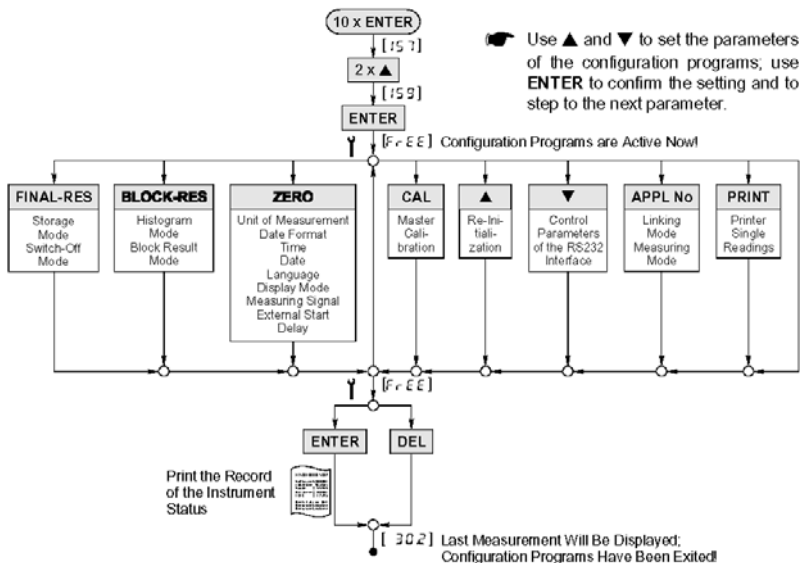 10 x ENTER
[157]
2 x ▲
[159]
ENTER
☛ Use ▲ and ▼ to set the parameters
of the configuration programs; use
ENTER to confirm the setting and to
step to the next parameter.
[FrEE] Configuration Programs are Active Now!
FINAL-RES
Storage
Mode
Switch-Off
Mode
BLOCK-RES
Histogram
Mode
Block Result
Mode
ZERO
Unit of Measurement
Date Format
Time
Date
Language
Display Mode
Measuring Signal
External Start
Delay
CAL
Master
Cali-
bration
▲
Re-Ini-
tiali-
zation
▼
Control
Parameters
of the RS232
Interface
APPL No
Linking
Mode
Measuring
Mode
PRINT
Printer
Single
Readings
[FrEE]
ENTER
DEL
Print the Record
of the Instrument
Status
[ 302] Last Measurement Will Be Displayed;
Configuration Programs Have Been Exited!